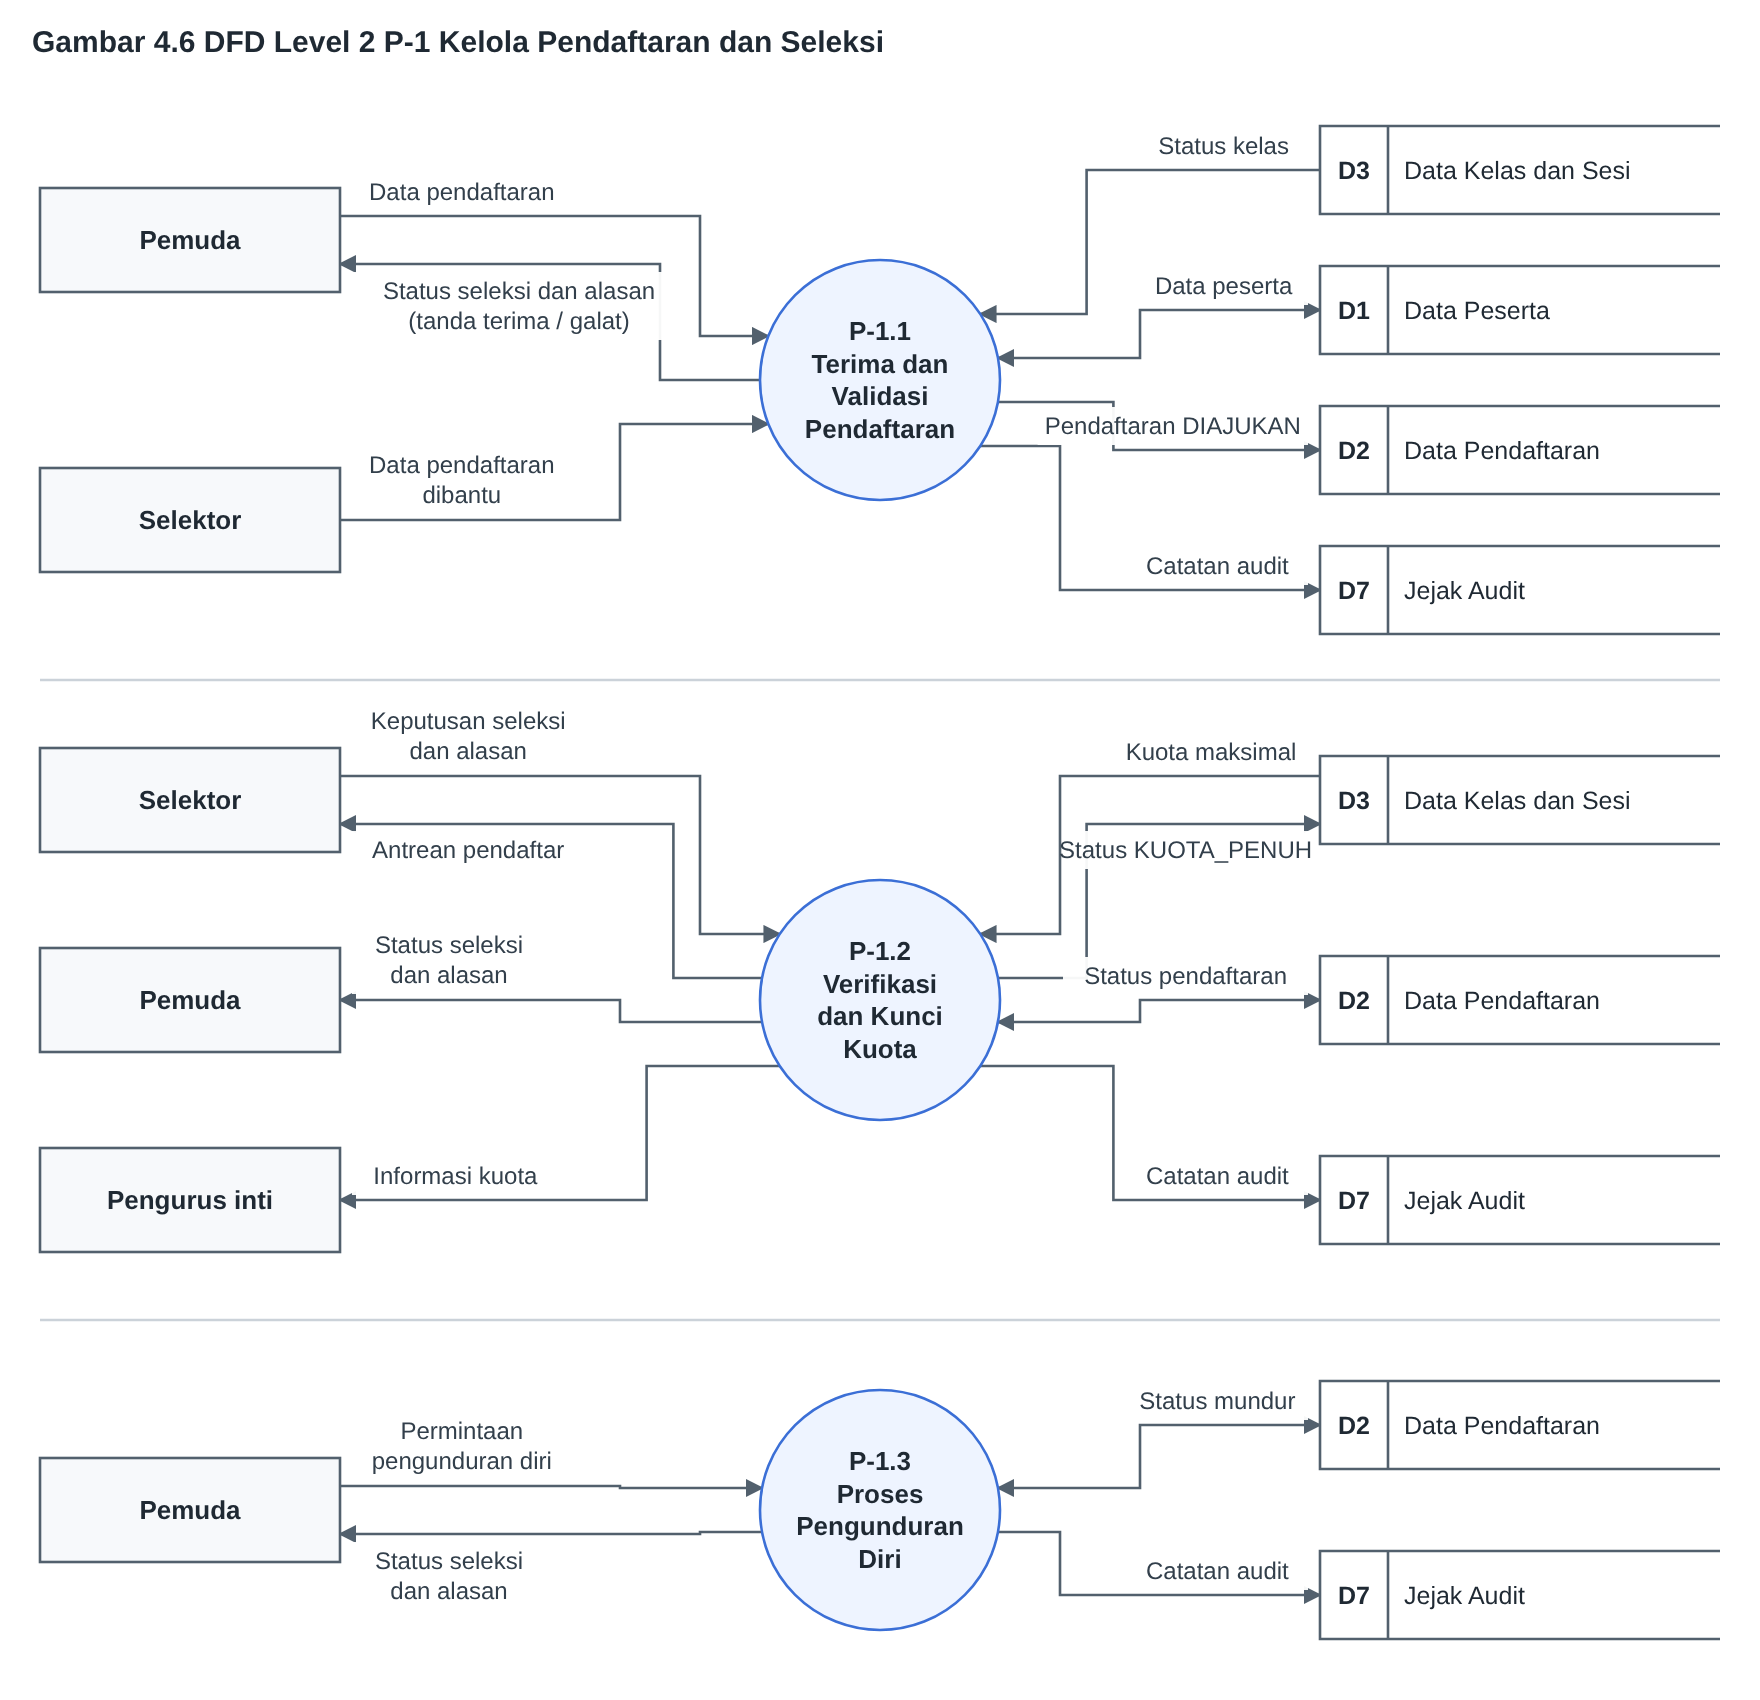 Gambar 4.6 DFD Level 2 P-1 Kelola Pendaftaran dan Seleksi
Pemuda
Data pendaftaran
Status seleksi dan alasan
(tanda terima / galat)
Selektor
Data pendaftaran
dibantu
P-1.1
Terima dan
Validasi
Pendaftaran
Status kelas
D3 Data Kelas dan Sesi
Data peserta
D1 Data Peserta
Pendaftaran DIAJUKAN
D2 Data Pendaftaran
Catatan audit
D7 Jejak Audit
Selektor
Keputusan seleksi
dan alasan
Antrean pendaftar
Pemuda
Status seleksi
dan alasan
Pengurus inti
Informasi kuota
P-1.2
Verifikasi
dan Kunci
Kuota
Kuota maksimal
D3 Data Kelas dan Sesi
Status KUOTA_PENUH
Status pendaftaran
D2 Data Pendaftaran
Catatan audit
D7 Jejak Audit
Pemuda
Permintaan
pengunduran diri
Status seleksi
dan alasan
P-1.3
Proses
Pengunduran
Diri
Status mundur
D2 Data Pendaftaran
Catatan audit
D7 Jejak Audit